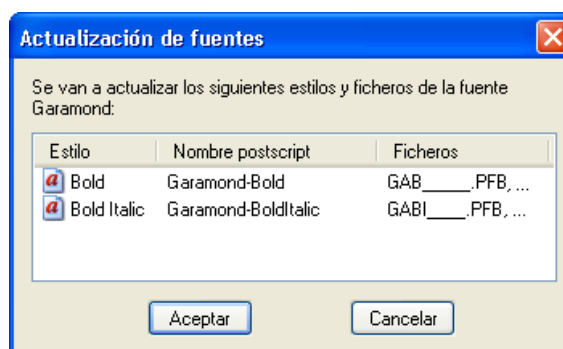 Actualización de fuentes
Se van a actualizar los siguientes estilos y ficheros de la fuente
Garamond:
Estilo Nombre postscript Ficheros
a Bold Garamond-Bold GAB_____.PFB, ...
a Bold Italic Garamond-BoldItalic GABI____.PFB, ...
Aceptar Cancelar